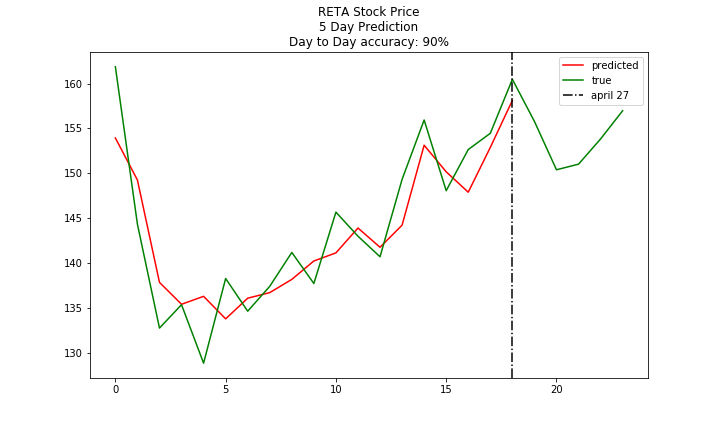 RETA Stock Price
5 Day Prediction
Day to Day accuracy: 90%
predicted
true
april 27
160
155
150
145
140
135
130
0 5 10 15 20